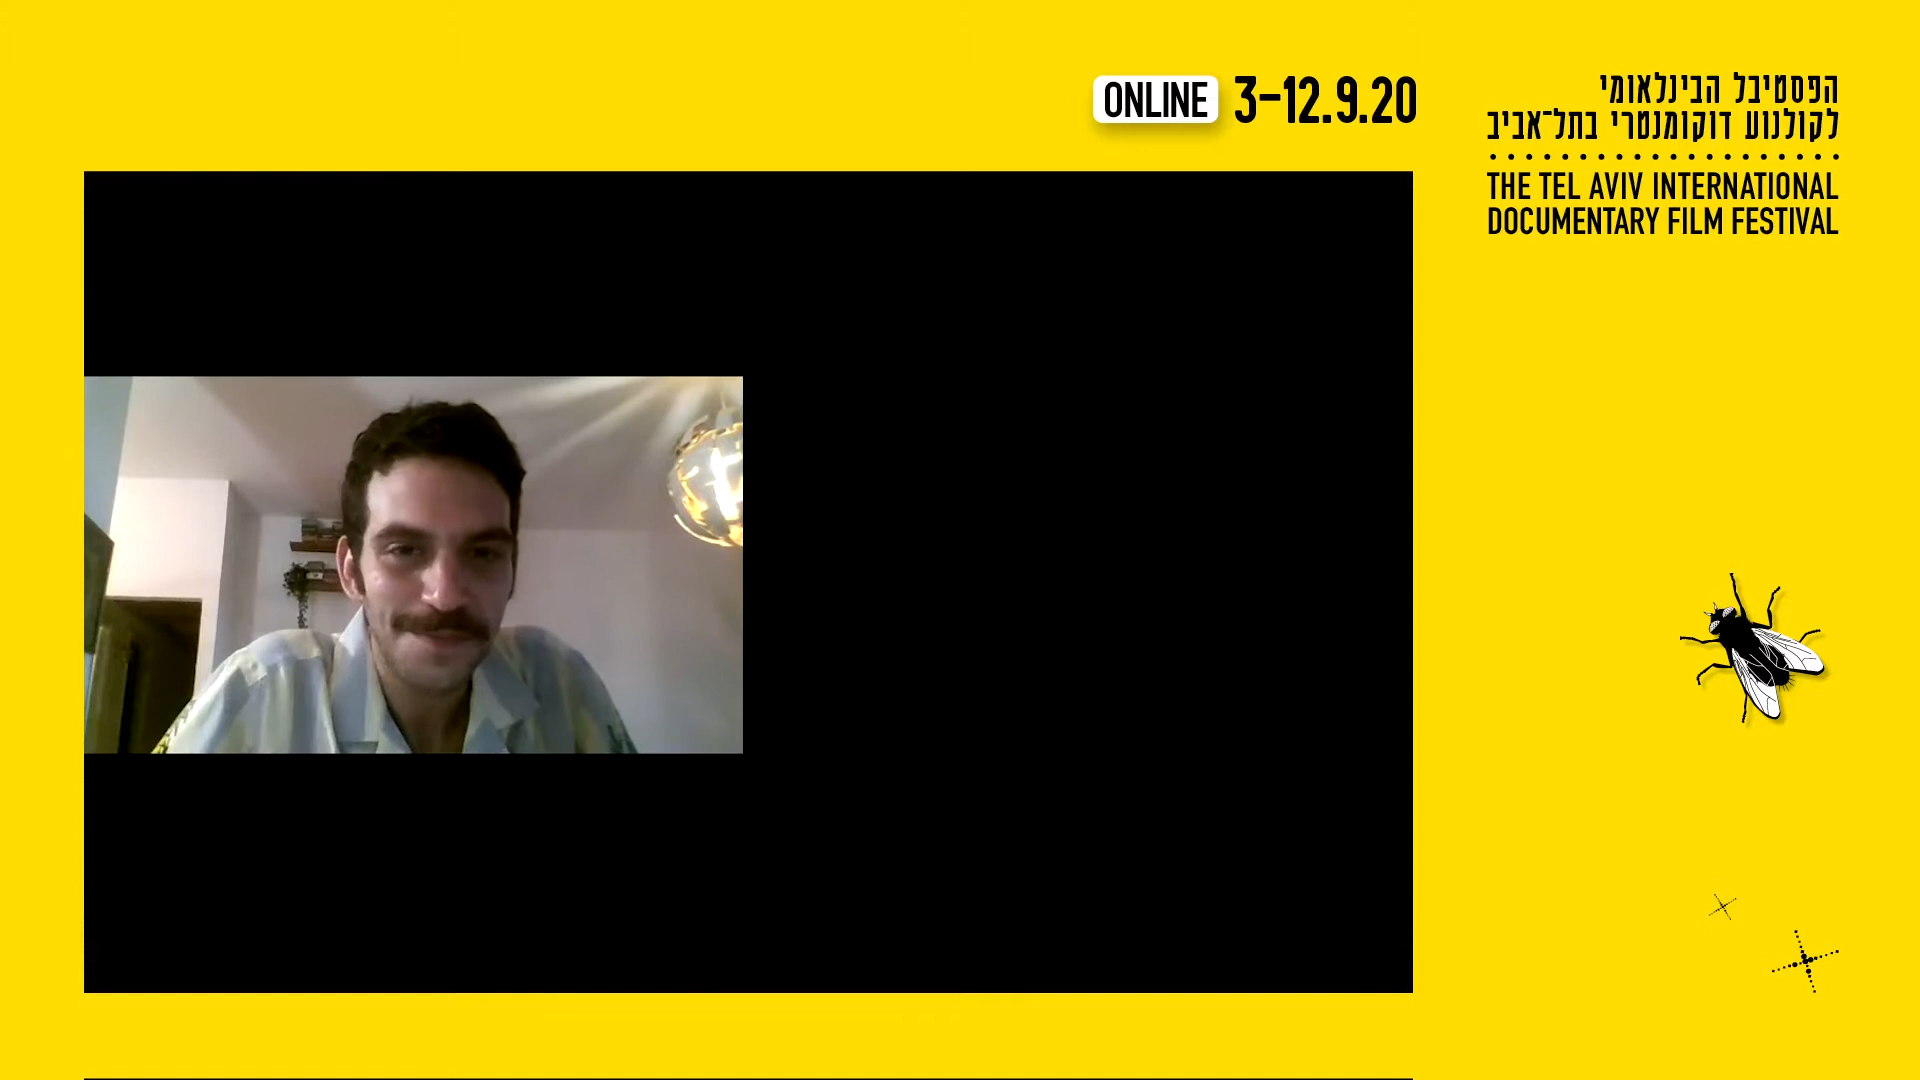 ONLINE 3-12.9.20
הפסטיבל הבינלאומי
לקולנוע דוקומנטרי בתל־אביב
THE TEL AVIV INTERNATIONAL
DOCUMENTARY FILM FESTIVAL